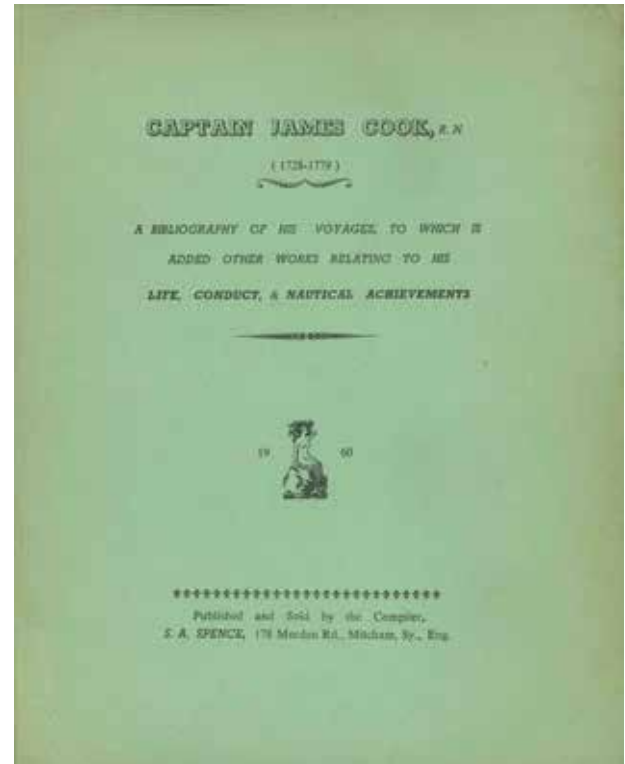 CAPTAIN JAMES COOK, R. N
( 1728-1779 )
A BIBLIOGRAPHY OF HIS VOYAGES, TO WHICH IS
ADDED OTHER WORKS RELATING TO HIS
LIFE, CONDUCT, & NAUTICAL ACHIEVEMENTS
19 60
Published and Sold by the Compiler,
S. A. SPENCE, 178 Morden Rd., Mitcham, Sy., Eng.